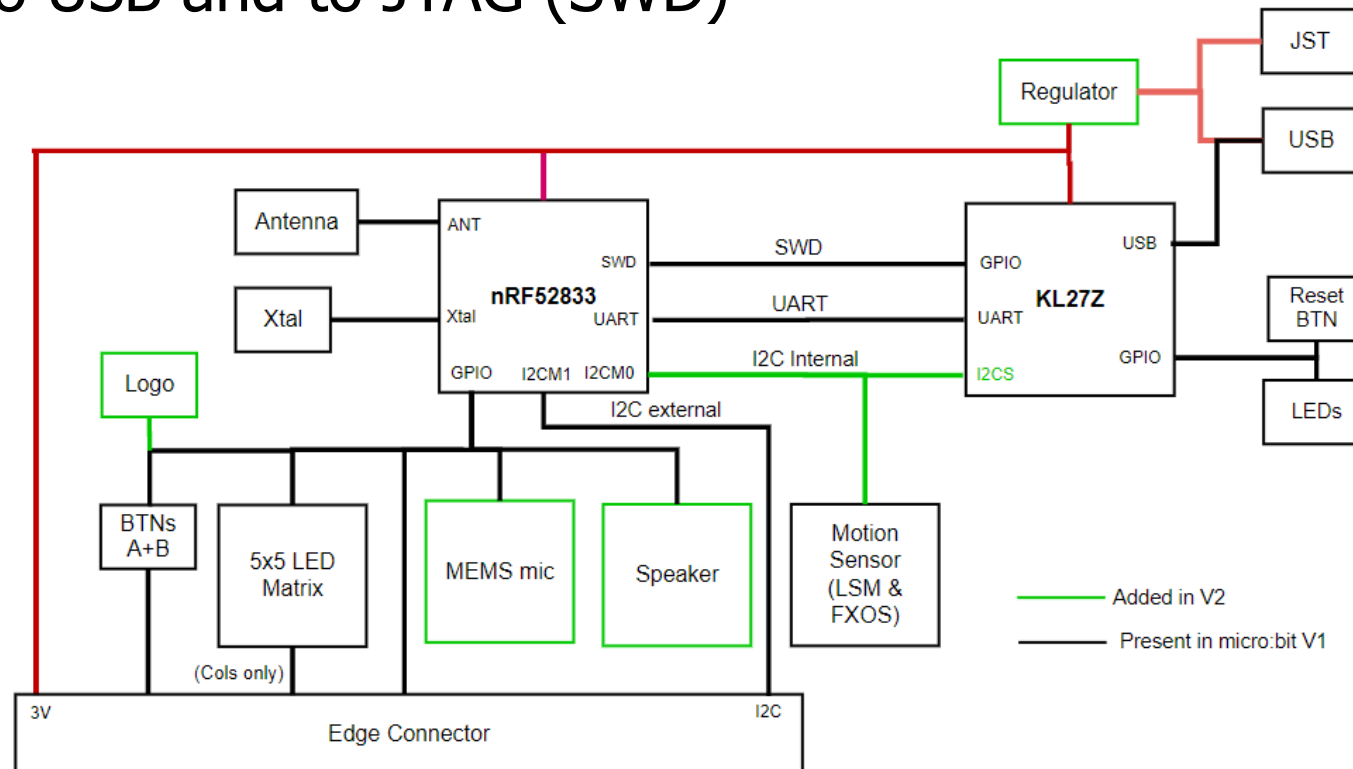 USB and to JTAG (SWD)
JST
Regulator
USB
Antenna
ANT
SWD
SWD
GPIO
USB
nRF52833
KL27Z
Xtal
Xtal
UART
UART
UART
Reset
BTN
GPIO
I2CM1
I2CM0
I2C Internal
I2CS
GPIO
Logo
I2C external
LEDs
BTNs
A+B
5x5 LED
Matrix
MEMS mic
Speaker
Motion
Sensor
(LSM &
FXOS)
Added in V2
Present in micro:bit V1
(Cols only)
3V
I2C
Edge Connector